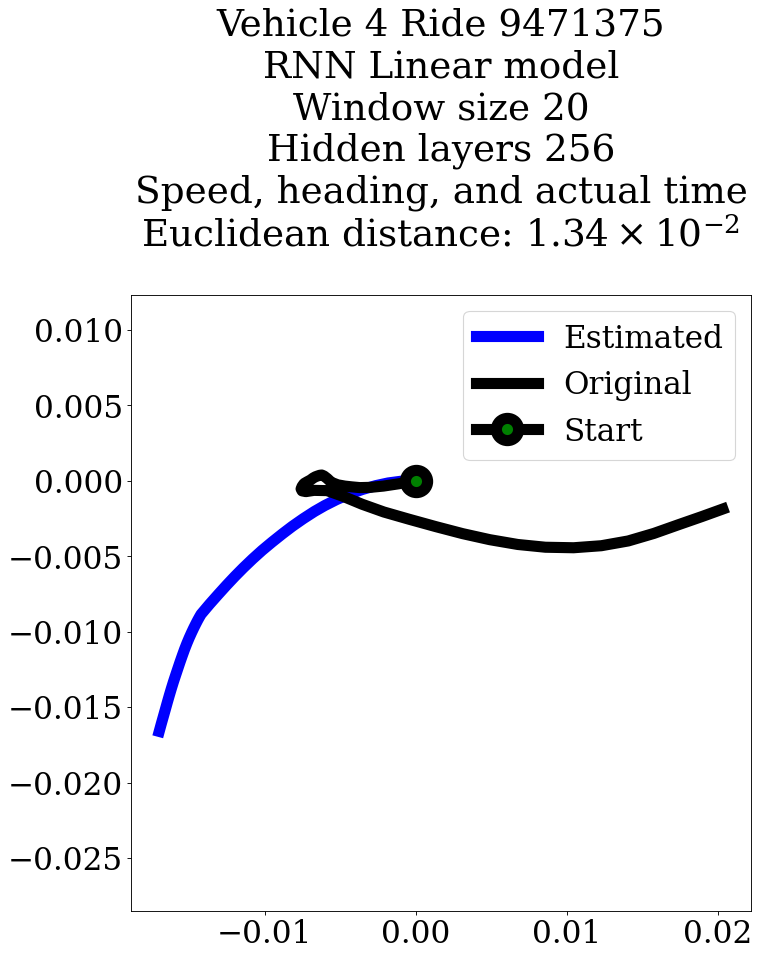 Vehicle 4 Ride 9471375
RNN Linear model
Window size 20
Hidden layers 256
Speed, heading, and actual time
Euclidean distance: 1.34 × 10⁻²
Estimated
Original
Start
0.010
0.005
0.000
−0.005
−0.010
−0.015
−0.020
−0.025
−0.01 0.00 0.01 0.02